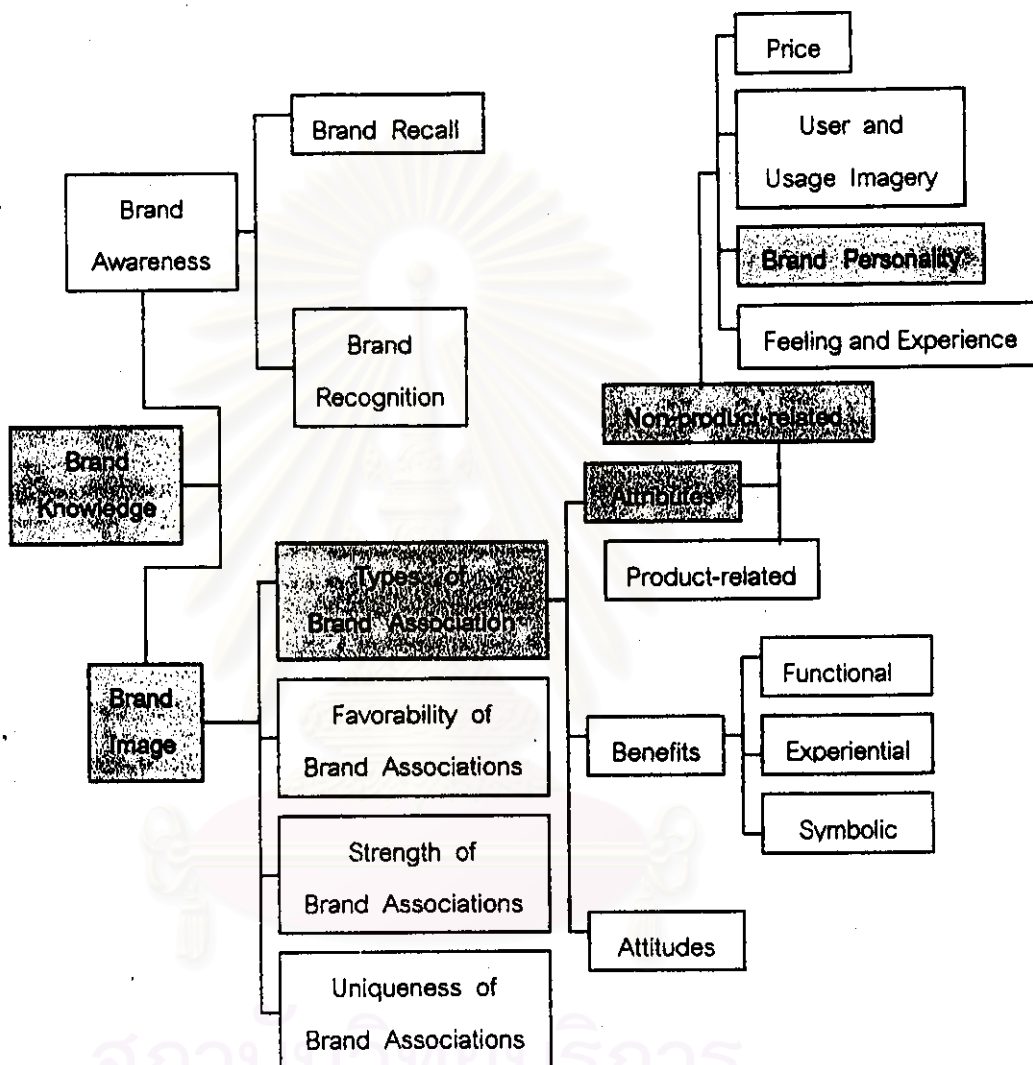 Price
User and
Usage Imagery
Brand Personality
Feeling and Experience
Non-product-related
Brand Recall
Brand
Awareness
Brand
Recognition
Brand
Knowledge
Attributes
Product-related
Types of
Brand Association
Brand
Image
Favorability of
Brand Associations
Strength of
Brand Associations
Uniqueness of
Brand Associations
Benefits
Functional
Experiential
Symbolic
Attitudes